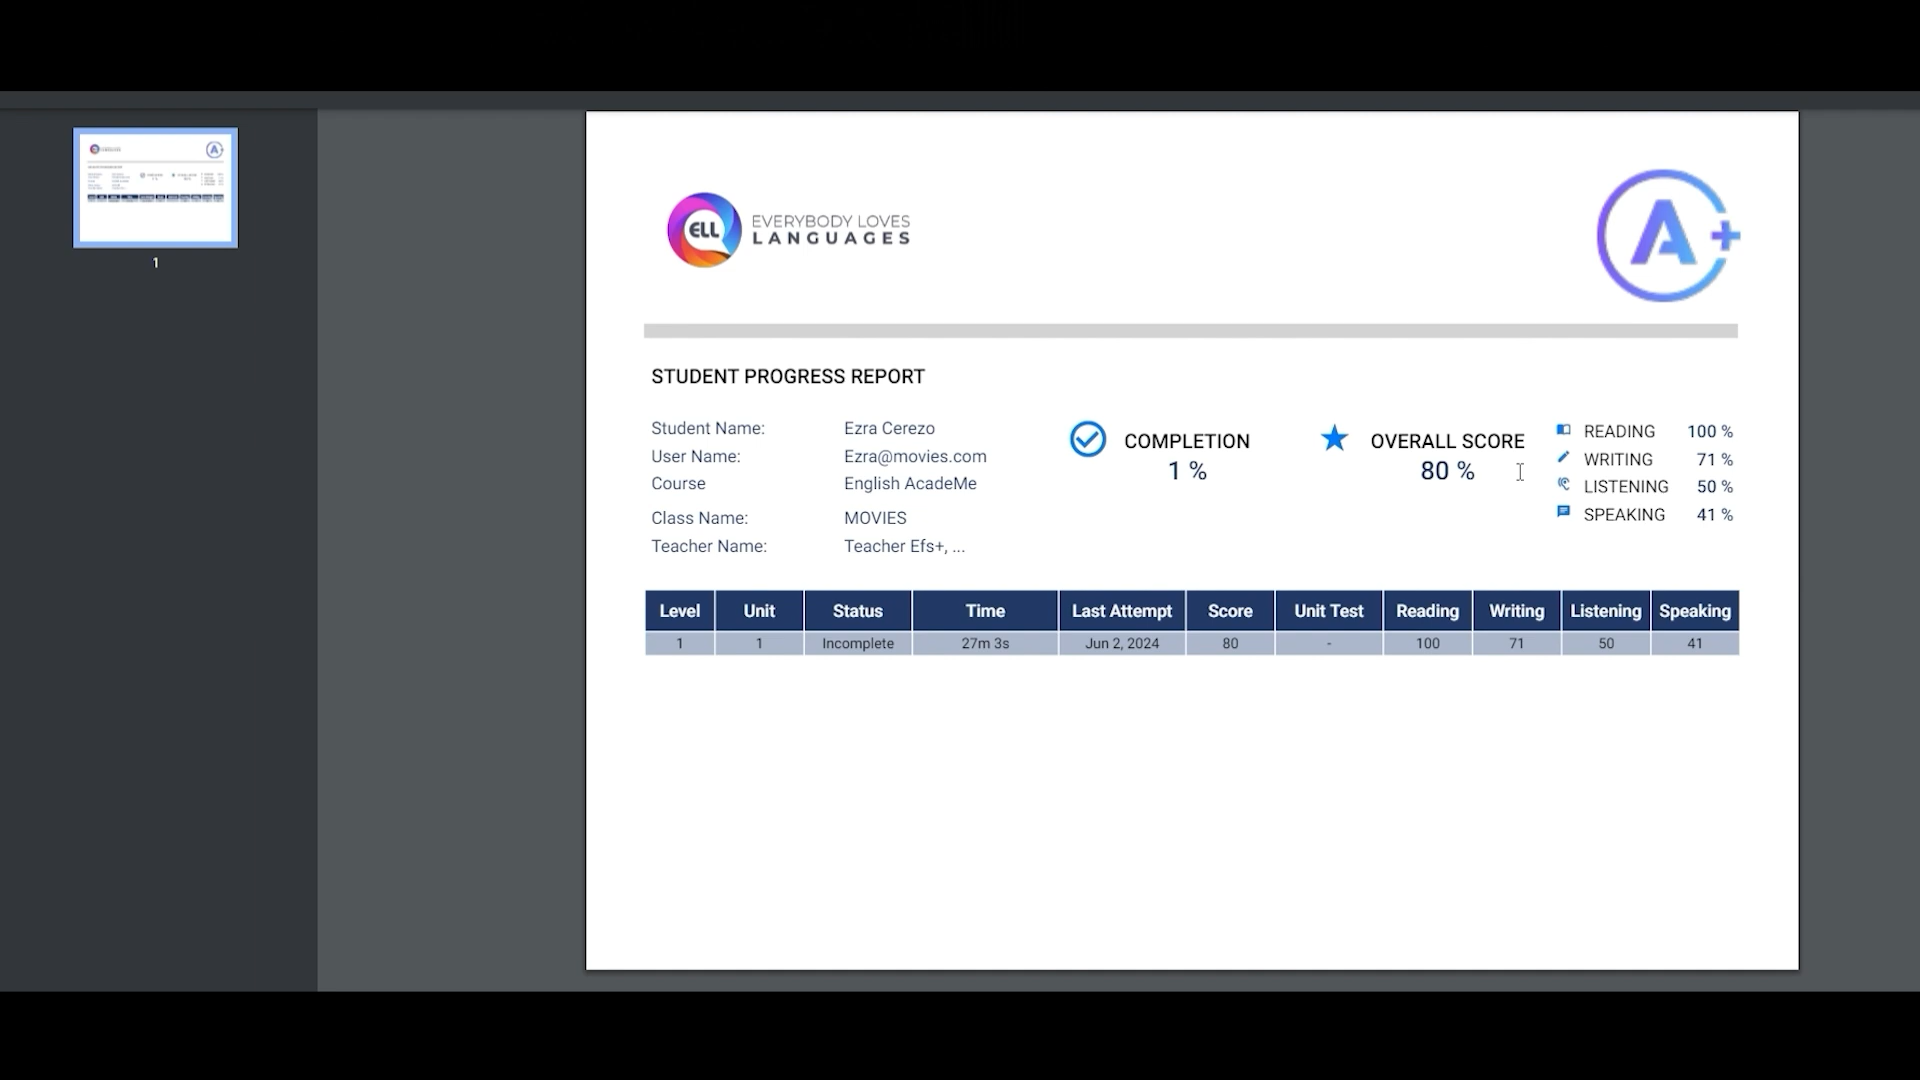 ELL EVERYBODY LOVES
LANGUAGES
A+
STUDENT PROGRESS REPORT
Student Name: Ezra Cerezo
User Name: Ezra@movies.com
Course English AcadeMe
Class Name: MOVIES
Teacher Name: Teacher Efs+, ...
COMPLETION
1 %
OVERALL SCORE
80 %
READING 100 %
WRITING 71 %
LISTENING 50 %
SPEAKING 41 %
Level Unit Status Time Last Attempt Score Unit Test Reading Writing Listening Speaking
1 1 Incomplete 27m 3s Jun 2, 2024 80 - 100 71 50 41
1